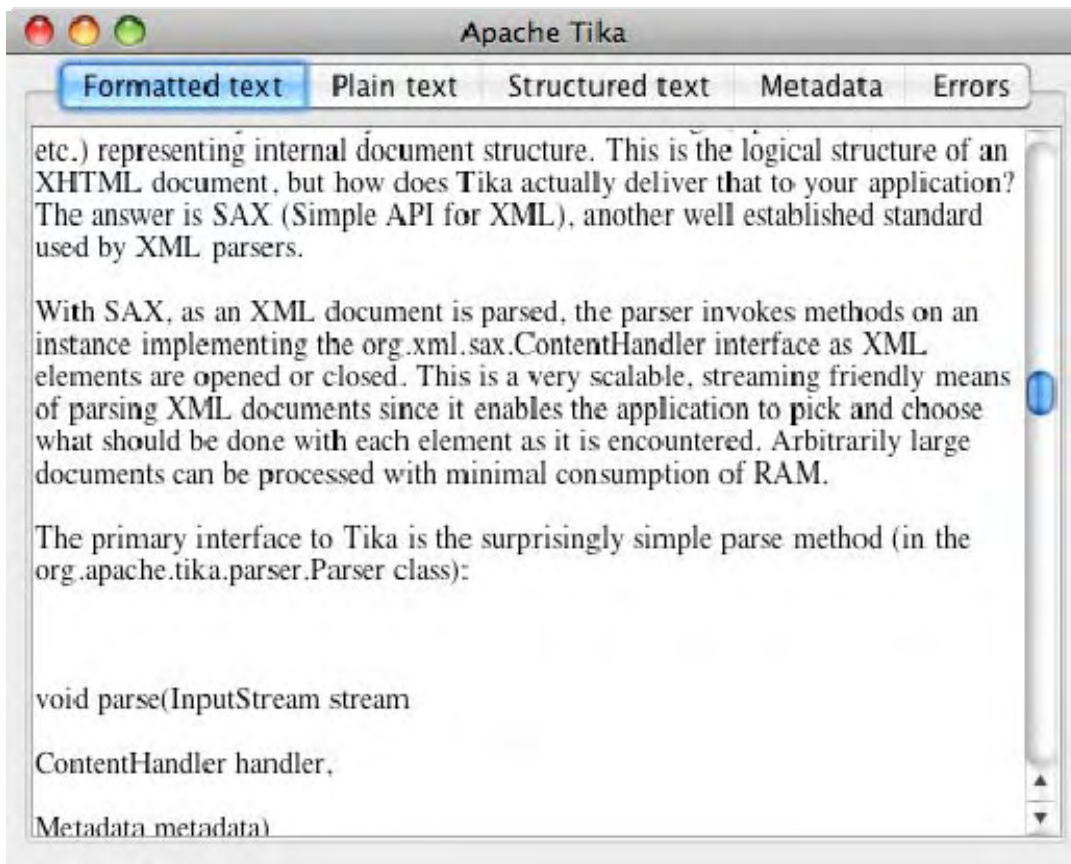 Apache Tika
Formatted text Plain text Structured text Metadata Errors
etc.) representing internal document structure. This is the logical structure of an
XHTML document, but how does Tika actually deliver that to your application?
The answer is SAX (Simple API for XML), another well established standard
used by XML parsers.
With SAX, as an XML document is parsed, the parser invokes methods on an
instance implementing the org.xml.sax.ContentHandler interface as XML
elements are opened or closed. This is a very scalable, streaming friendly means
of parsing XML documents since it enables the application to pick and choose
what should be done with each element as it is encountered. Arbitrarily large
documents can be processed with minimal consumption of RAM.
The primary interface to Tika is the surprisingly simple parse method (in the
org.apache.tika.parser.Parser class):
void parse(InputStream stream
ContentHandler handler,
Metadata metadata)